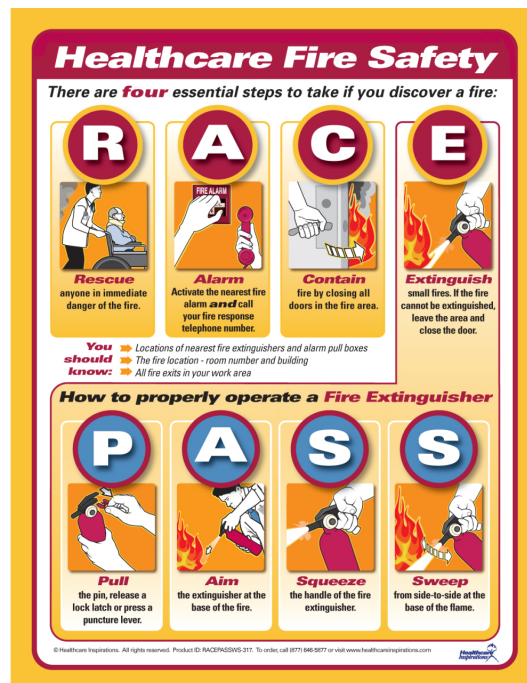 Healthcare Fire Safety
There are four essential steps to take if you discover a fire:
R
A
C
E
FIRE ALARM
Rescue
anyone in immediate
danger of the fire.
Alarm
Activate the nearest fire
alarm and call
your fire response
telephone number.
Contain
fire by closing all
doors in the fire area.
Extinguish
small fires. If the fire
cannot be extinguished,
leave the area and
close the door.
You should know:
Locations of nearest fire extinguishers and alarm pull boxes
The fire location - room number and building
All fire exits in your work area
How to properly operate a Fire Extinguisher
P
A
S
S
Pull
the pin, release a
lock latch or press a
puncture lever.
Aim
the extinguisher at the
base of the fire.
Squeeze
the handle of the fire
extinguisher.
Sweep
from side-to-side at the
base of the flame.
© Healthcare Inspirations. All rights reserved. Product ID: RACEPASSWS-317. To order, call (877) 646-5877 or visit www.healthcareinspirations.com
Healthcare
Inspirations